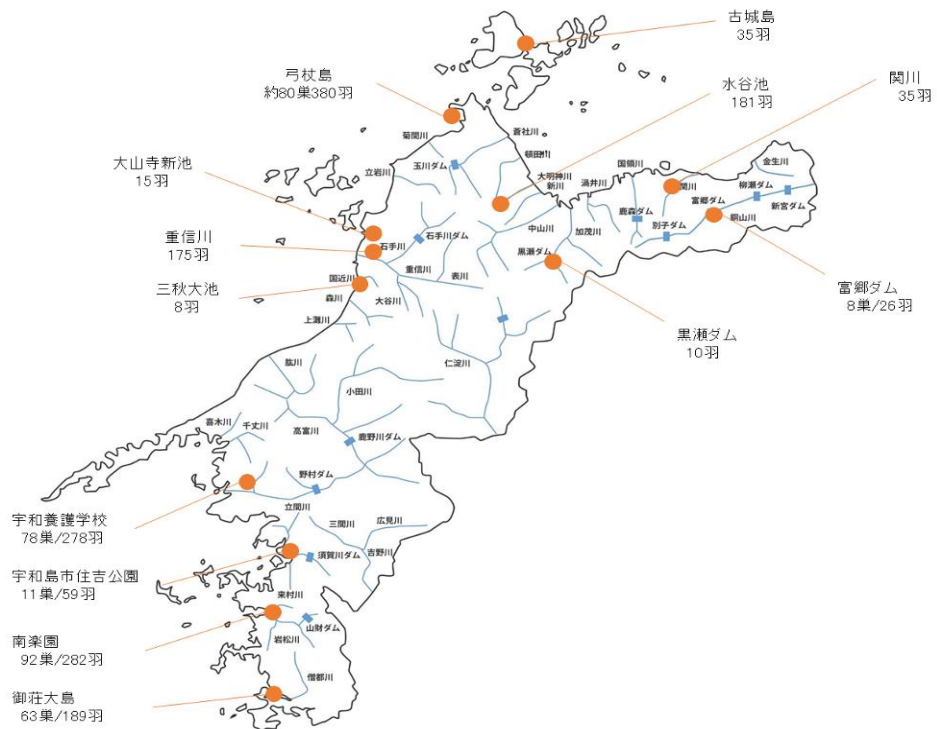 古城島
35羽
弓杖島
約80巣380羽
水谷池
181羽
関川
35羽
大山寺新池
15羽
重信川
175羽
三秋大池
8羽
富郷ダム
8巣/26羽
黒瀬ダム
10羽
宇和養護学校
78巣/278羽
宇和島市住吉公園
11巣/59羽
南楽園
92巣/282羽
御荘大島
63巣/189羽
菊間川
蒼社川
玉川ダム
頓田川
立岩川
大明神川
新川
渦井川
国領川
関川
金生川
柳瀬ダム
富郷ダム
新宮ダム
銅山川
鹿森ダム
別子ダム
中山川
加茂川
黒瀬ダム
石手川ダム
石手川
重信川
表川
国近川
大谷川
森川
上灘川
仁淀川
肱川
小田川
喜木川
千丈川
高富川
鹿野川ダム
野村ダム
立間川
三間川
広見川
須賀川ダム
吉野川
来村川
山財ダム
岩松川
僧都川